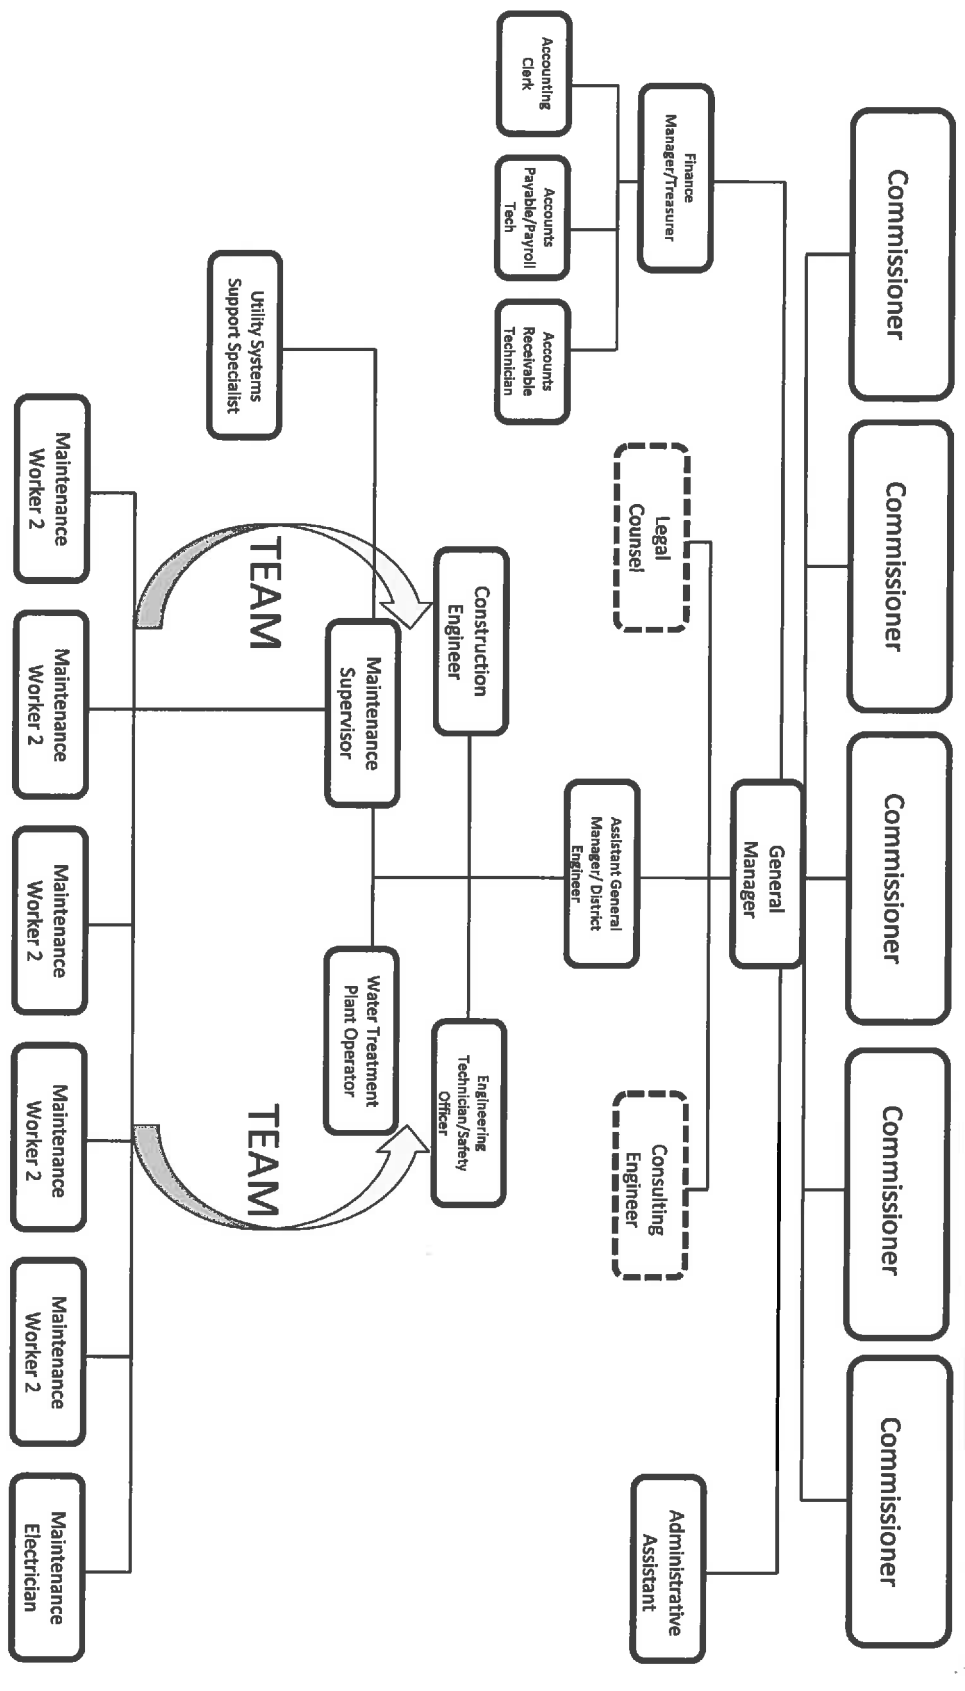 Commissioner
Commissioner
Commissioner
Commissioner
Commissioner
General
Manager
Finance
Manager/Treasurer
Administrative
Assistant
Accounting
Clerk
Accounts
Payable/Payroll
Tech
Accounts
Receivable
Technician
Legal
Counsel
Consulting
Engineer
Assistant General
Manager/ District
Engineer
Construction
Engineer
Engineering
Technician/Safety
Officer
Maintenance
Supervisor
Water Treatment
Plant Operator
Utility Systems
Support Specialist
TEAM
TEAM
Maintenance
Worker 2
Maintenance
Worker 2
Maintenance
Worker 2
Maintenance
Worker 2
Maintenance
Worker 2
Maintenance
Electrician